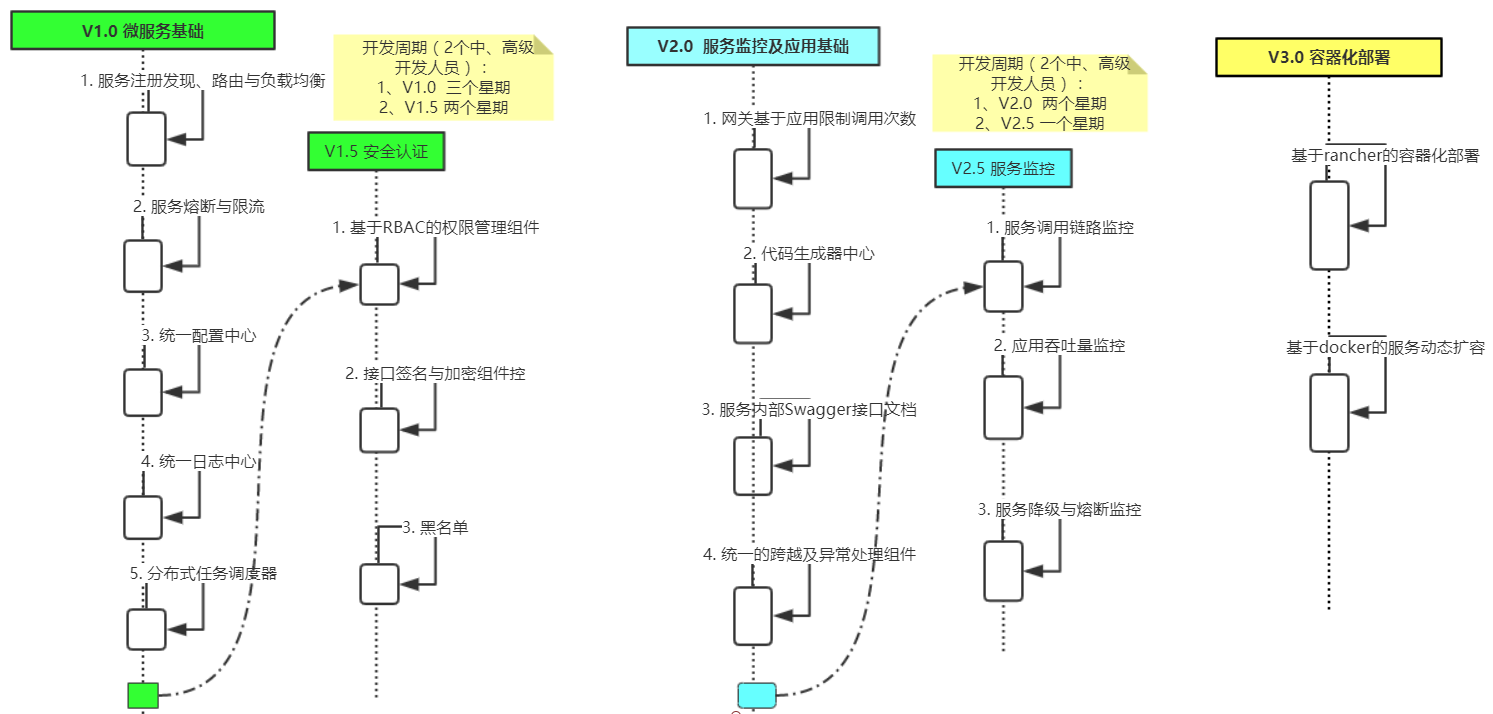 V1.0 微服务基础
1. 服务注册发现、路由与负载均衡
2. 服务熔断与限流
3. 统一配置中心
4. 统一日志中心
5. 分布式任务调度器
开发周期（2个中、高级
开发人员）：
1、V1.0  三个星期
2、V1.5 两个星期
V1.5 安全认证
1. 基于RBAC的权限管理组件
2. 接口签名与加密组件控
3. 黑名单
V2.0  服务监控及应用基础
1. 网关基于应用限制调用次数
2. 代码生成器中心
3. 服务内部Swagger接口文档
4. 统一的跨越及异常处理组件
开发周期（2个中、高级
开发人员）：
1、V2.0  两个星期
2、V2.5 一个星期
V2.5 服务监控
1. 服务调用链路监控
2. 应用吞吐量监控
3. 服务降级与熔断监控
V3.0 容器化部署
基于rancher的容器化部署
基于docker的服务动态扩容